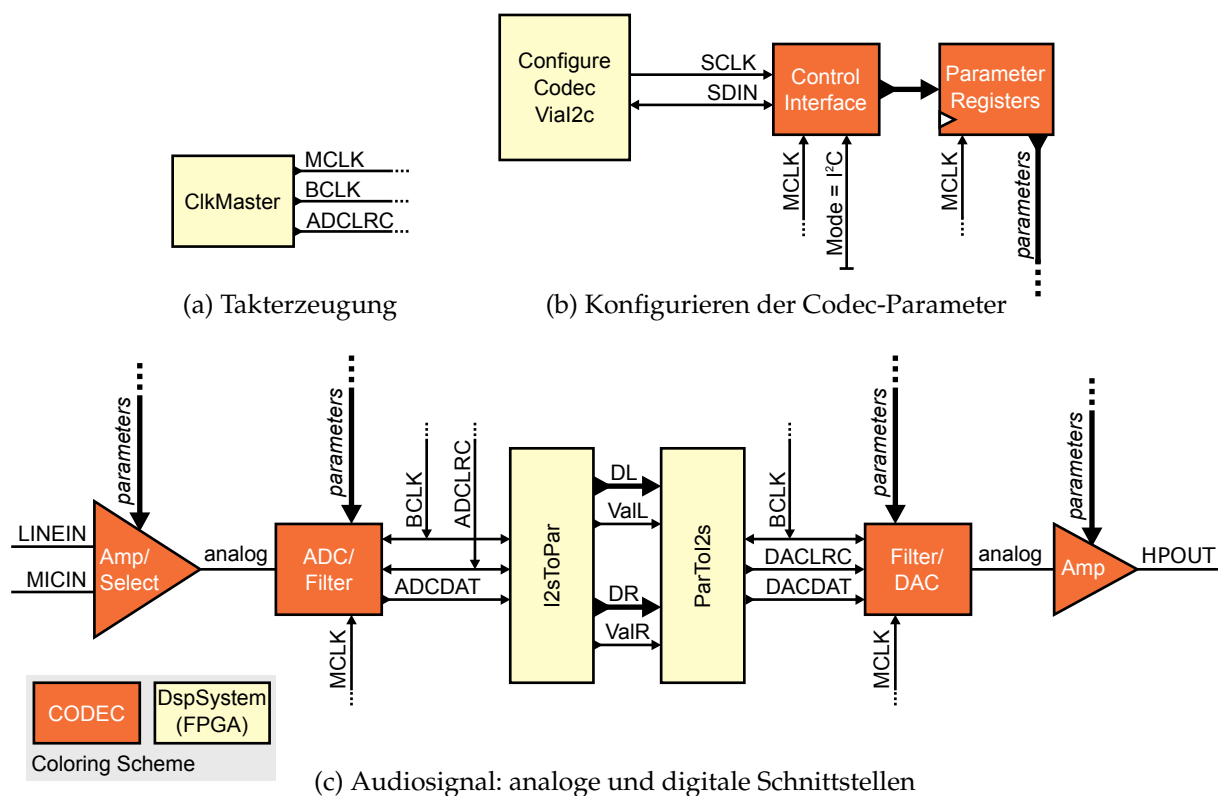 Configure
Codec
ViaI2c
SCLK
SDIN
Control
Interface
Parameter
Registers
MCLK
Mode = I²C
MCLK
parameters
ClkMaster
MCLK
BCLK
ADCLRC
(a) Takterzeugung
(b) Konfigurieren der Codec-Parameter
parameters
parameters
parameters
parameters
LINEIN
MICIN
Amp/
Select
analog
ADC/
Filter
MCLK
BCLK
ADCLRC
ADCDAT
I2sToPar
DL
ValL
DR
ValR
ParToI2s
BCLK
DACLRC
DACDAT
Filter/
DAC
MCLK
analog
Amp
HPOUT
CODEC
DspSystem
(FPGA)
Coloring Scheme
(c) Audiosignal: analoge und digitale Schnittstellen